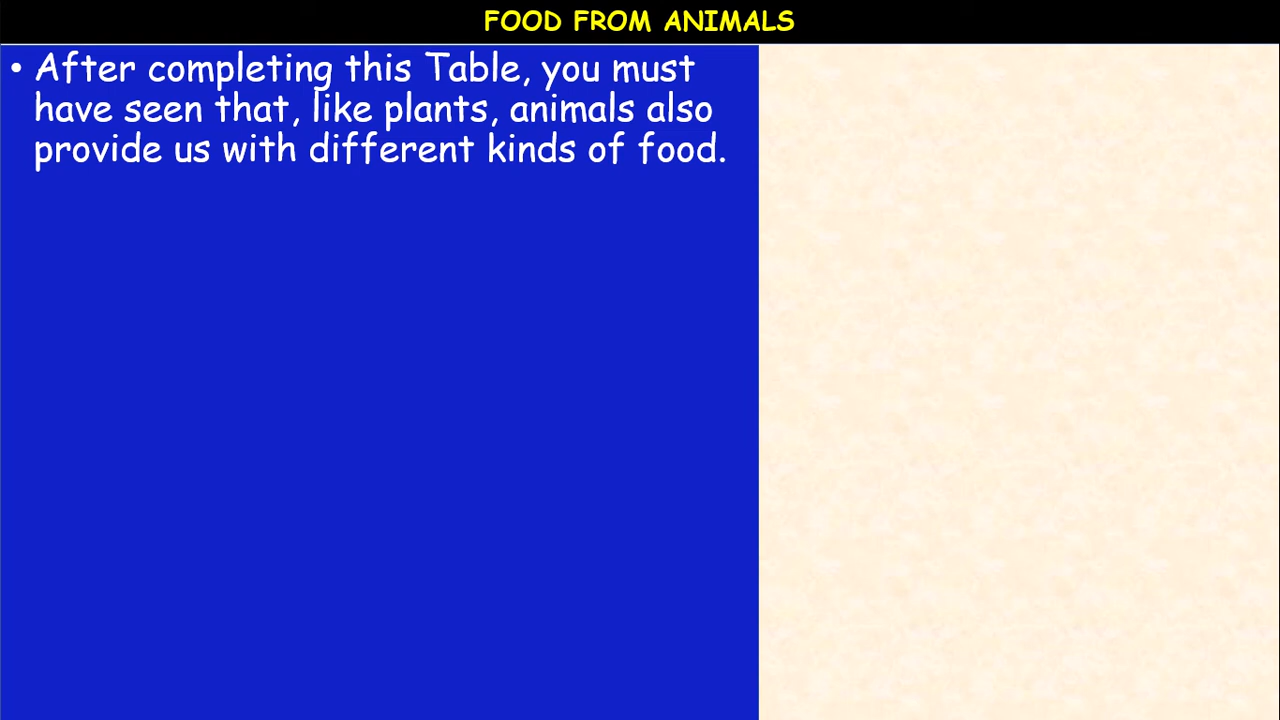 FOOD FROM ANIMALS
• After completing this Table, you must
have seen that, like plants, animals also
provide us with different kinds of food.